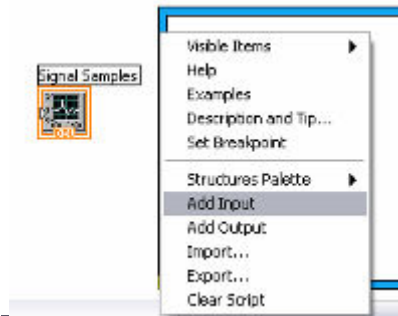 Signal Samples
Visible Items
Help
Examples
Description and Tip...
Set Breakpoint
Structures Palette
Add Input
Add Output
Import...
Export...
Clear Script